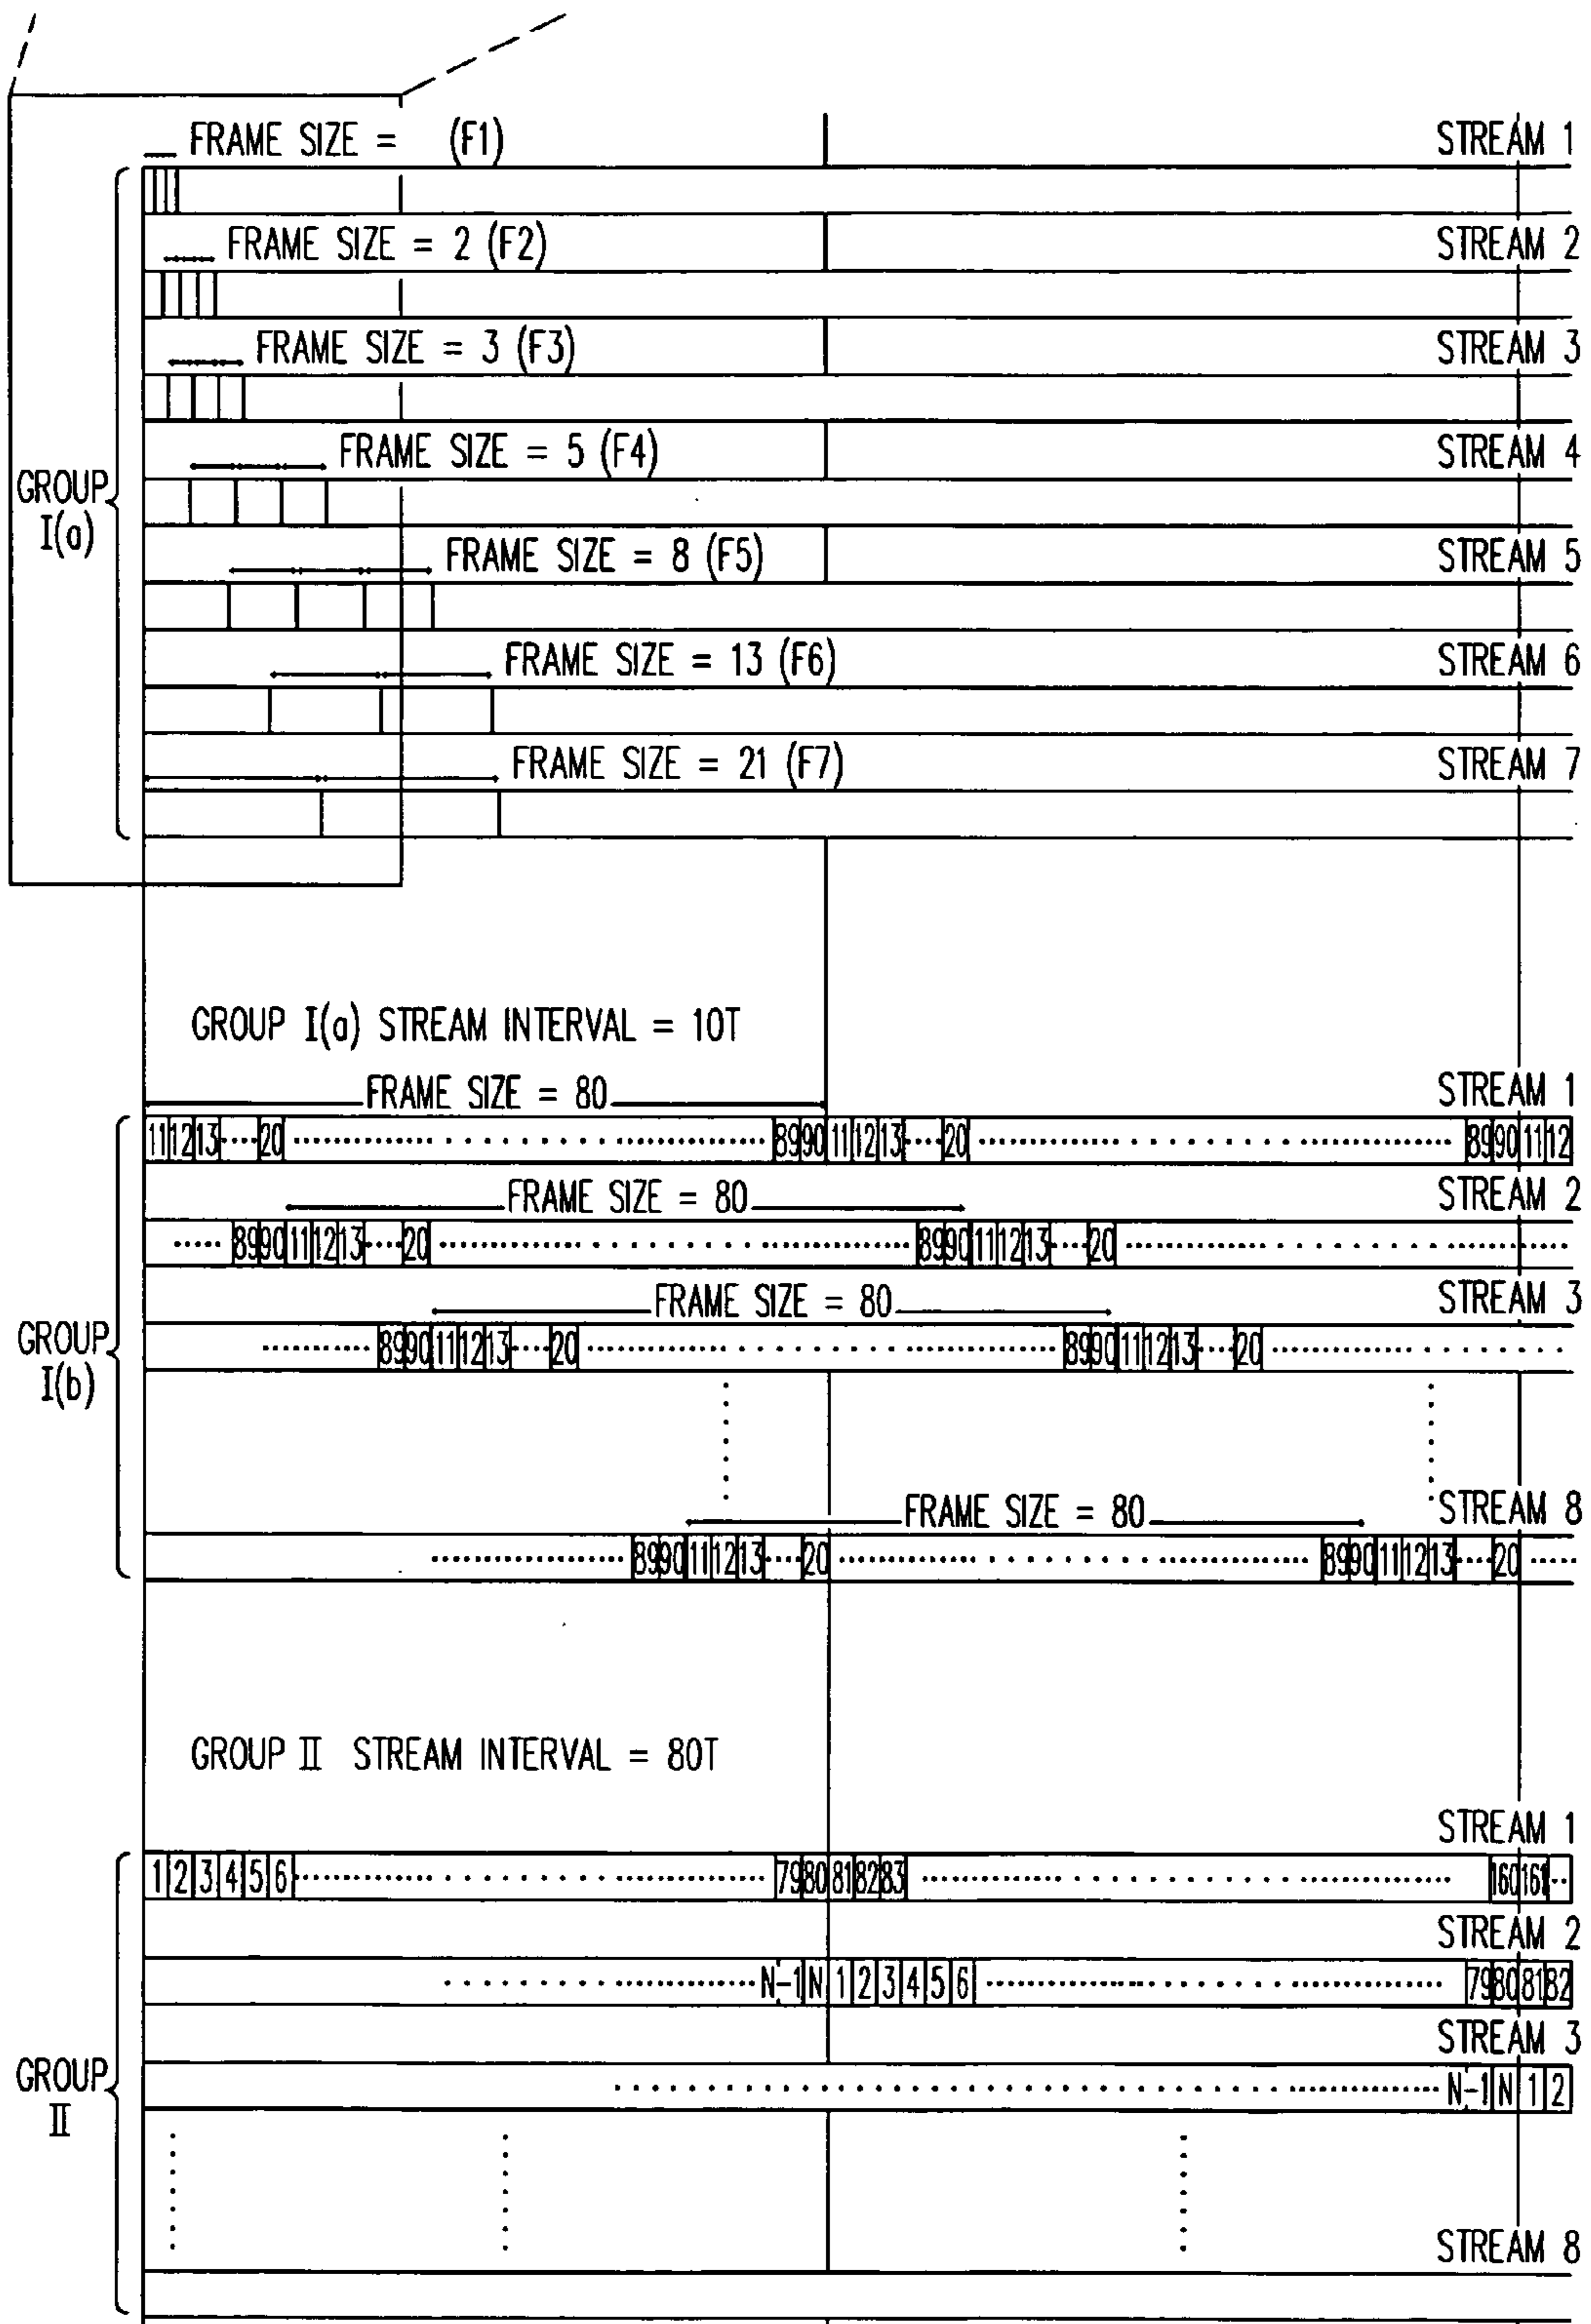 FRAME SIZE = (F1) STREAM 1
FRAME SIZE = 2 (F2) STREAM 2
FRAME SIZE = 3 (F3) STREAM 3
FRAME SIZE = 5 (F4) STREAM 4
GROUP I(a)
FRAME SIZE = 8 (F5) STREAM 5
FRAME SIZE = 13 (F6) STREAM 6
FRAME SIZE = 21 (F7) STREAM 7
GROUP I(a) STREAM INTERVAL = 10T
FRAME SIZE = 80 STREAM 1
11 12 13 20 89 90 11 12 13 20 89 90 11 12
FRAME SIZE = 80 STREAM 2
89 90 11 12 13 20 89 90 11 12 13 20
FRAME SIZE = 80 STREAM 3
GROUP I(b)
89 90 11 12 13 20 89 90 11 12 13 20
FRAME SIZE = 80 STREAM 8
89 90 11 12 13 20 89 90 11 12 13 20
GROUP II STREAM INTERVAL = 80T
STREAM 1
1 2 3 4 5 6 79 80 81 82 83 160 161
STREAM 2
N-1 N 1 2 3 4 5 6 79 80 81 82
STREAM 3
GROUP II
N-1 N 1 2
STREAM 8